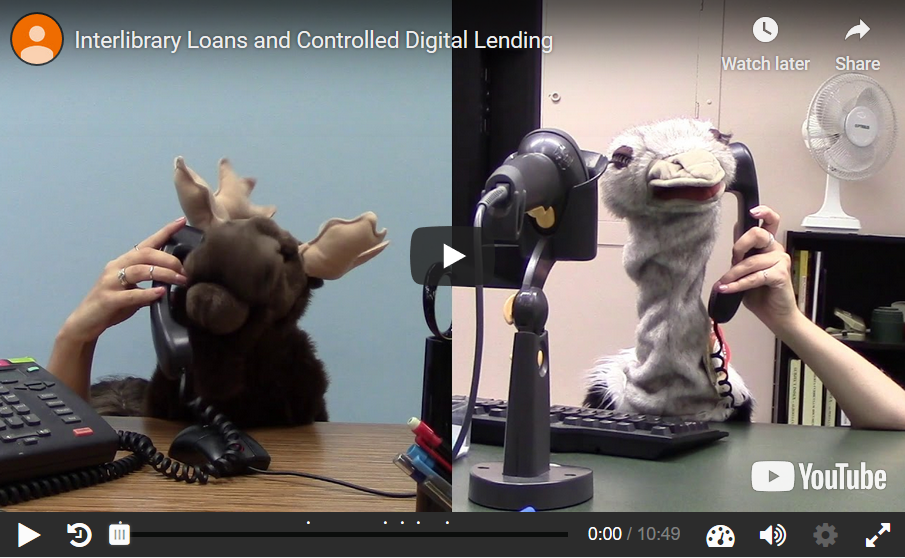 Interlibrary Loans and Controlled Digital Lending
Watch later
Share
YouTube
0:00 / 10:49